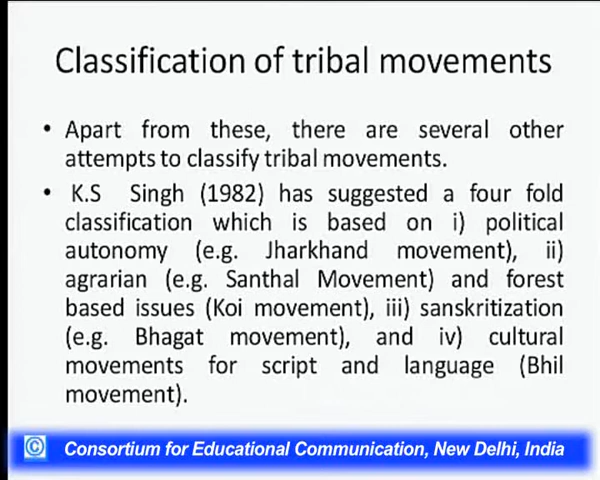 Classification of tribal movements
• Apart from these, there are several other
attempts to classify tribal movements.
• K.S Singh (1982) has suggested a four fold
classification which is based on i) political
autonomy (e.g. Jharkhand movement), ii)
agrarian (e.g. Santhal Movement) and forest
based issues (Koi movement), iii) sanskritization
(e.g. Bhagat movement), and iv) cultural
movements for script and language (Bhil
movement).
© Consortium for Educational Communication, New Delhi, India